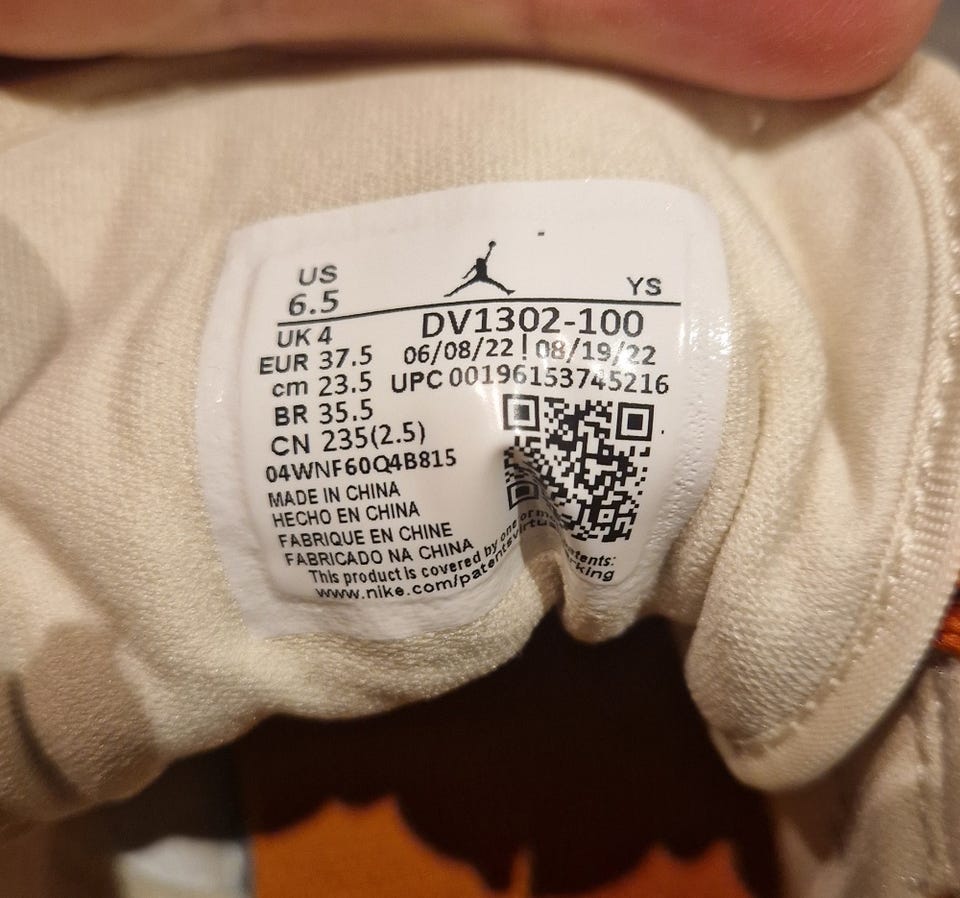 US
6.5
YS
UK 4
DV1302-100
EUR 37.5
06/08/22 | 08/19/22
cm 23.5
UPC 00196153745216
BR 35.5
CN 235(2.5)
04WNF60Q4B815
MADE IN CHINA
HECHO EN CHINA
FABRIQUE EN CHINE
FABRICADO NA CHINA
This product is covered by one or
www.nike.com/patents